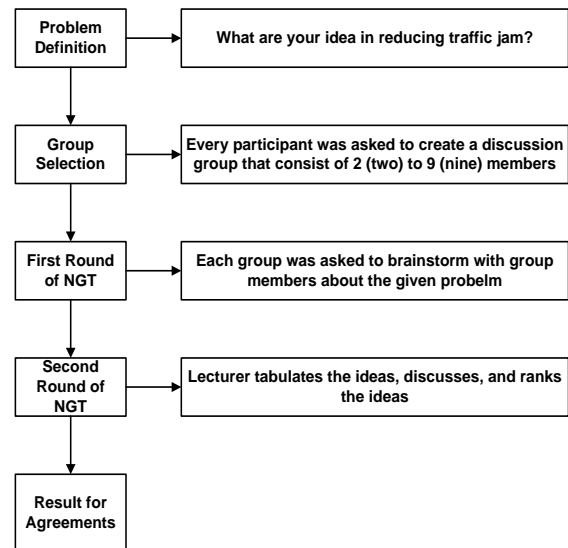 Problem
Definition
What are your idea in reducing traffic jam?
Group
Selection
Every participant was asked to create a discussion
group that consist of 2 (two) to 9 (nine) members
First Round
of NGT
Each group was asked to brainstorm with group
members about the given probelm
Second
Round of
NGT
Lecturer tabulates the ideas, discusses, and ranks
the ideas
Result for
Agreements